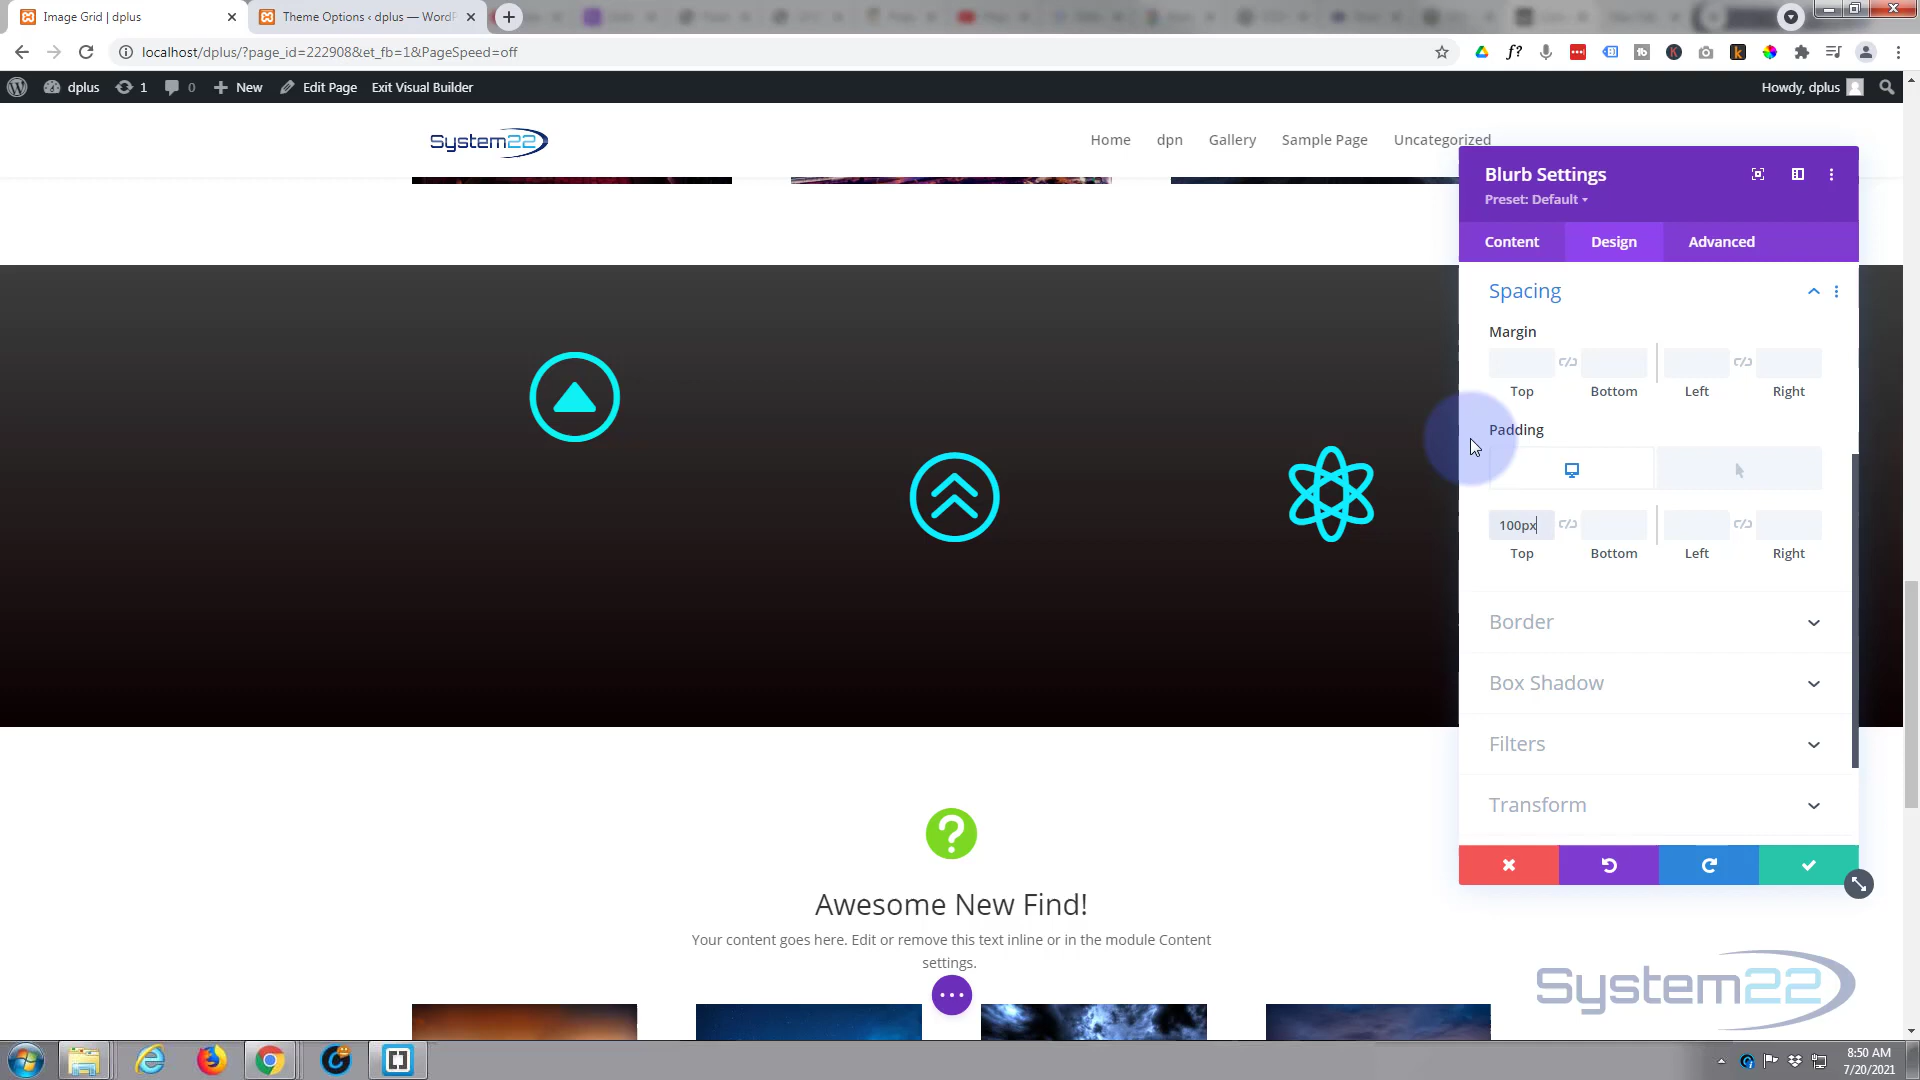 Image Grid | dplus
Theme Options ‹ dplus — WordP
localhost/dplus/?page_id=222908&et_fb=1&PageSpeed=off
dplus
1
0
New
Edit Page
Exit Visual Builder
Howdy, dplus
System22
Home
dpn
Gallery
Sample Page
Uncategorized
Blurb Settings
Preset: Default
Content
Design
Advanced
Spacing
Margin
Top
Bottom
Left
Right
Padding
100px
Top
Bottom
Left
Right
Border
Box Shadow
Filters
Transform
Awesome New Find!
Your content goes here. Edit or remove this text inline or in the module Content
settings.
System22
8:50 AM
7/20/2021